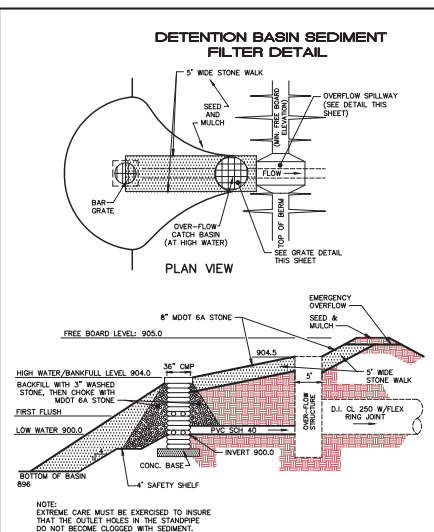 DETENTION BASIN SEDIMENT
FILTER DETAIL
5' WIDE STONE WALK
SEED
AND
MULCH
(MIN. FREE BOARD
ELEVATION)
OVERFLOW SPILLWAY
(SEE DETAIL THIS
SHEET)
FLOW
BAR
GRATE
OVER-FLOW
CATCH BASIN
(AT HIGH WATER)
TOP OF BERM
SEE GRATE DETAIL
THIS SHEET
PLAN VIEW
EMERGENCY
OVERFLOW
SEED &
MULCH
8" MDOT 6A STONE
FREE BOARD LEVEL: 905.0
904.5
HIGH WATER/BANKFULL LEVEL 904.0
36" CMP
5' WIDE
STONE WALK
5'
BACKFILL WITH 3" WASHED
STONE, THEN CHOKE WITH
MDOT 6A STONE
FIRST FLUSH
OVER-FLOW
STRUCTURE
D.I. CL 250 W/FLEX
RING JOINT
LOW WATER 900.0
PVC SCH 40
INVERT 900.0
CONC. BASE
4' SAFETY SHELF
BOTTOM OF BASIN
896
NOTE:
EXTREME CARE MUST BE EXERCISED TO INSURE
THAT THE OUTLET HOLES IN THE STANDPIPE
DO NOT BECOME CLOGGED WITH SEDIMENT.